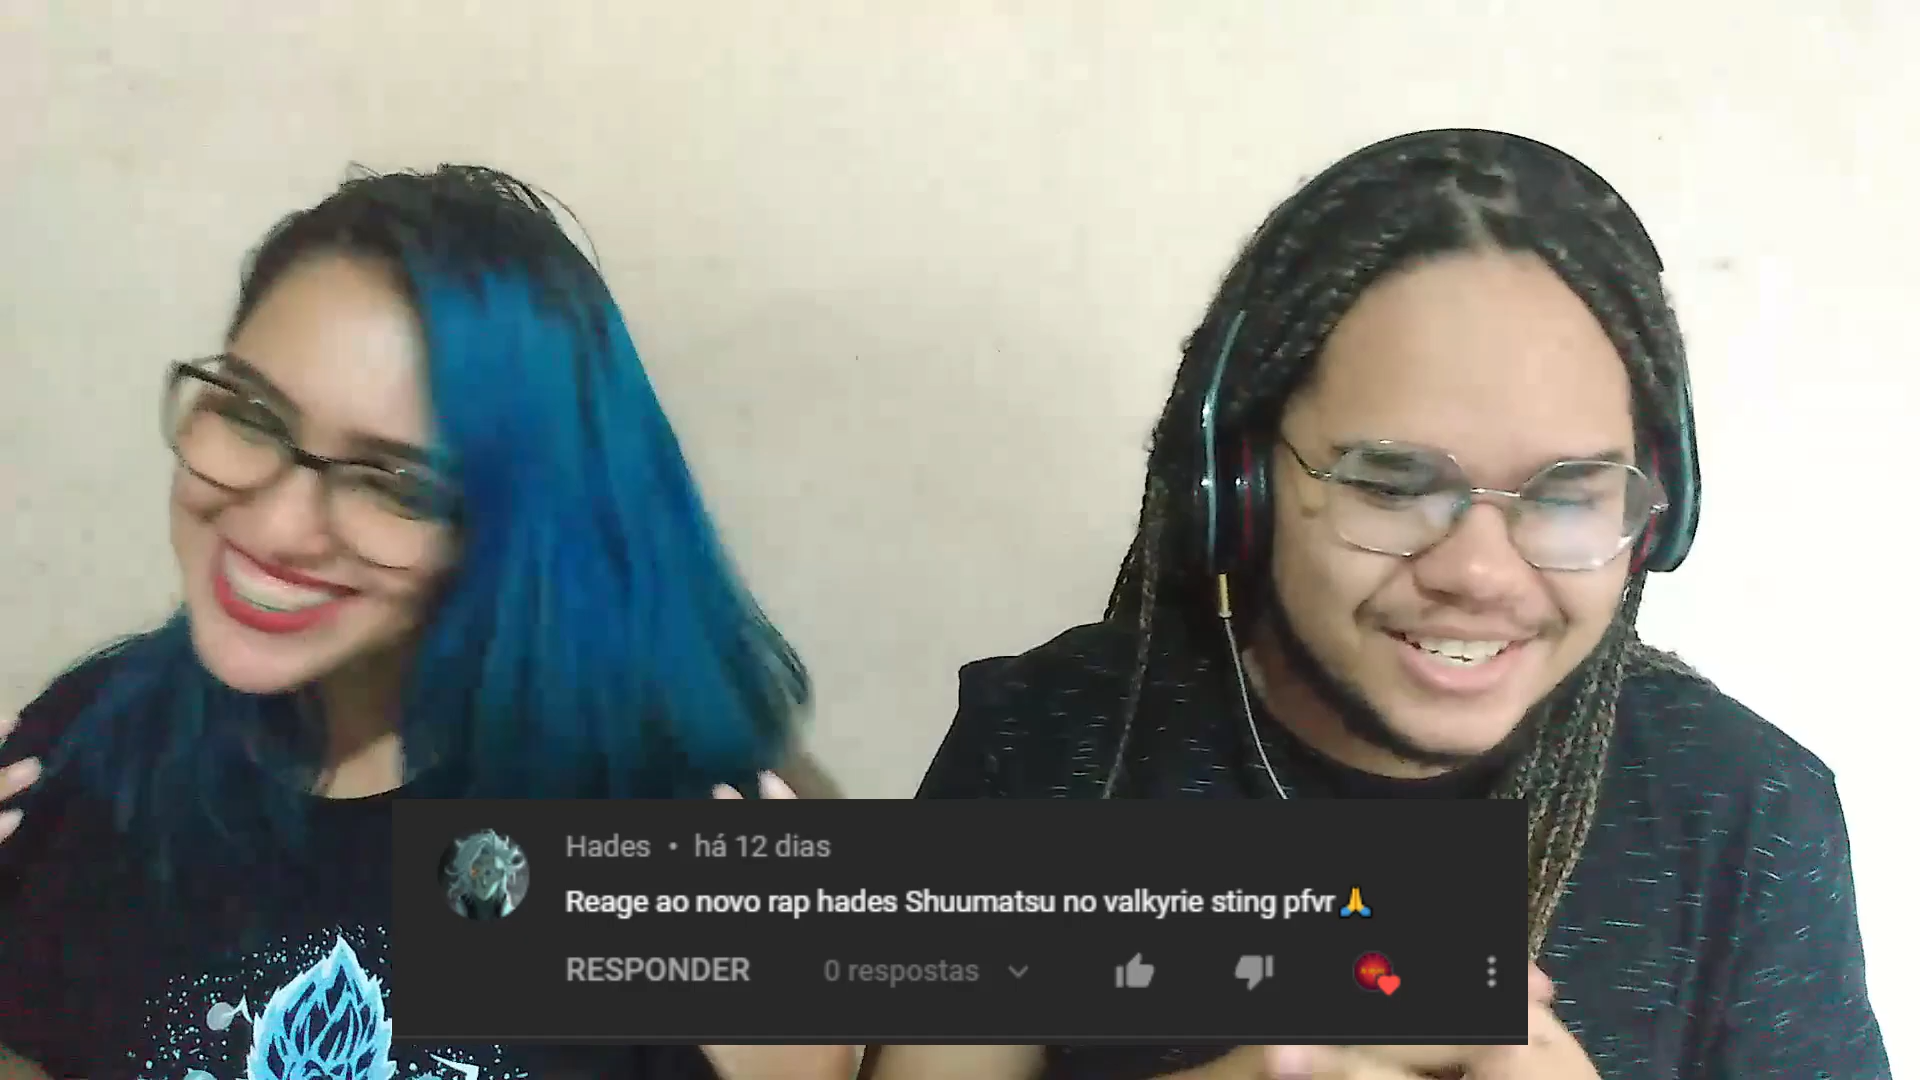 Hades • há 12 dias
Reage ao novo rap hades Shuumatsu no valkyrie sting pfvr🙏
RESPONDER 0 respostas